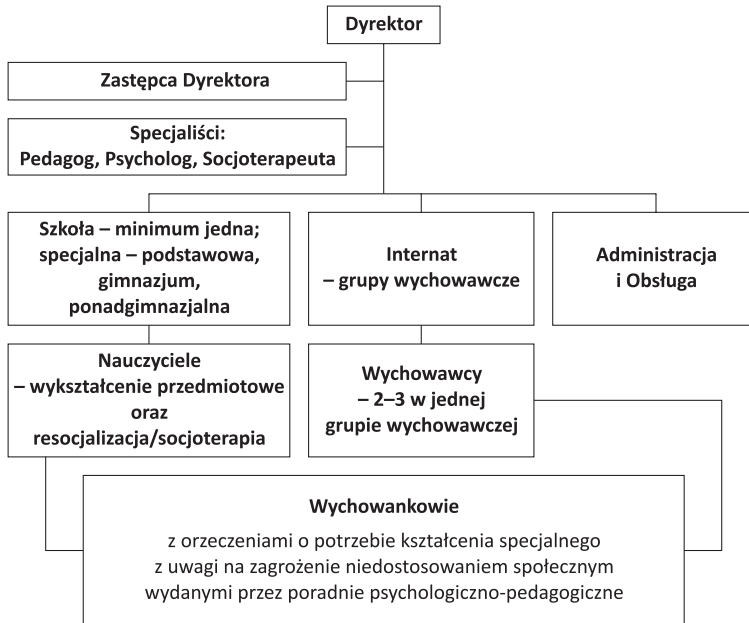 Dyrektor
Zastępca Dyrektora
Specjaliści:
Pedagog, Psycholog, Socjoterapeuta
Szkoła – minimum jedna;
specjalna – podstawowa,
gimnazjum,
ponadgimnazjalna
Internat
– grupy wychowawcze
Administracja
i Obsługa
Nauczyciele
– wykształcenie przedmiotowe
oraz
resocjalizacja/socjoterapia
Wychowawcy
– 2–3 w jednej
grupie wychowawczej
Wychowankowie
z orzeczeniami o potrzebie kształcenia specjalnego
z uwagi na zagrożenie niedostosowaniem społecznym
wydanymi przez poradnie psychologiczno-pedagogiczne